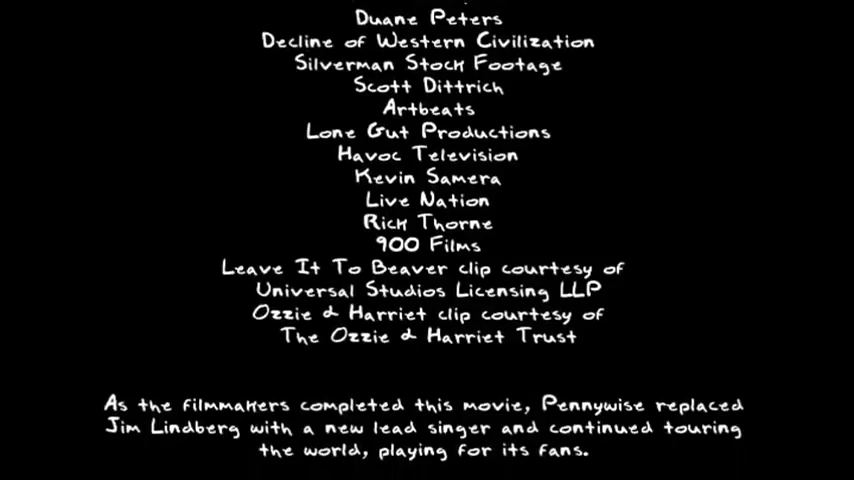 Duane Peters
Decline of Western Civilization
Silverman Stock Footage
Scott Dittrich
Artbeats
Lone Gut Productions
Havoc Television
Kevin Samera
Live Nation
Rick Thorne
900 Films
Leave It To Beaver clip courtesy of
Universal Studios Licensing LLP
Ozzie & Harriet clip courtesy of
The Ozzie & Harriet Trust
As the filmmakers completed this movie, Pennywise replaced
Jim Lindberg with a new lead singer and continued touring
the world, playing for its fans.